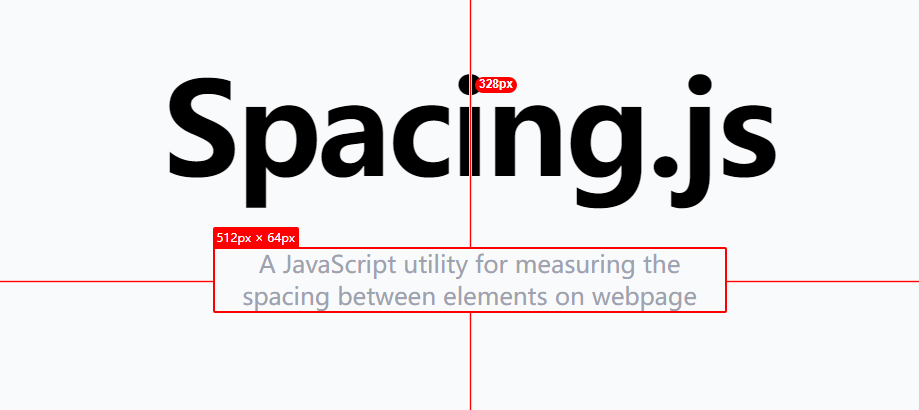 328px
Spacing.js
512px × 64px
A JavaScript utility for measuring the
spacing between elements on webpage